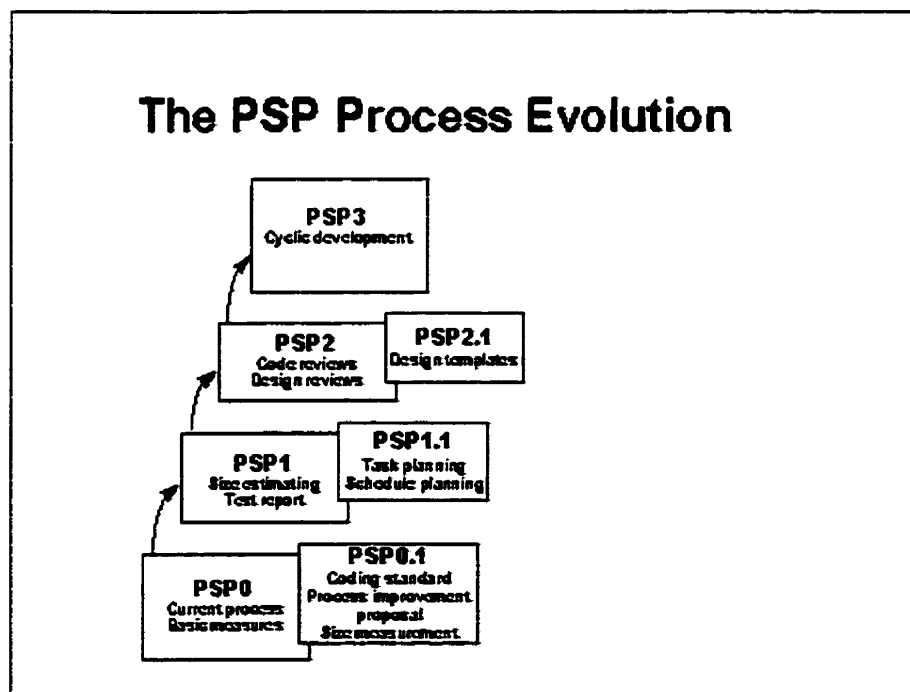 The PSP Process Evolution
PSP3
Cyclic development
PSP2
Code reviews
Design reviews
PSP2.1
Design templates
PSP1
Size estimating
Test report
PSP1.1
Task planning
Schedule planning
PSP0
Current process
Basic measures
PSP0.1
Coding standard
Process improvement
proposal
Size measurement